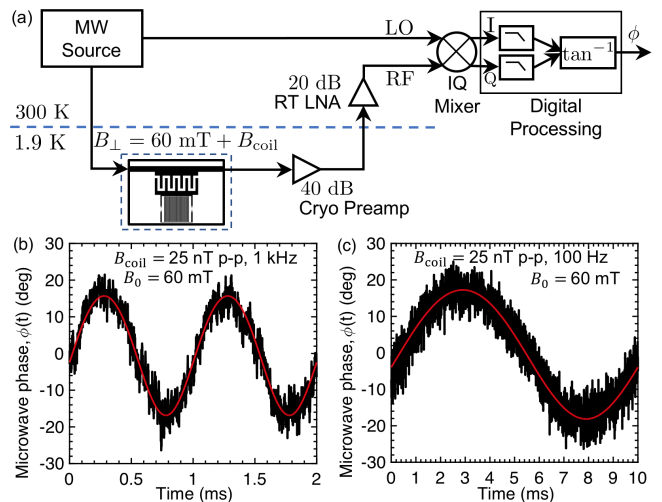 (a)
MW
Source
LO
I
Q
20 dB
RT LNA
RF
IQ
Mixer
tan⁻¹
ϕ
Digital
Processing
300 K
1.9 K
B⊥ = 60 mT + Bcoil
40 dB
Cryo Preamp
(b)
Bcoil = 25 nT p-p, 1 kHz
B0 = 60 mT
Microwave phase, ϕ(t) (deg)
30
20
10
0
-10
-20
-30
0
0.5
1
1.5
2
Time (ms)
(c)
Bcoil = 25 nT p-p, 100 Hz
B0 = 60 mT
Microwave phase, ϕ(t) (deg)
30
20
10
0
-10
-20
-30
0 1 2 3 4 5 6 7 8 9 10
Time (ms)